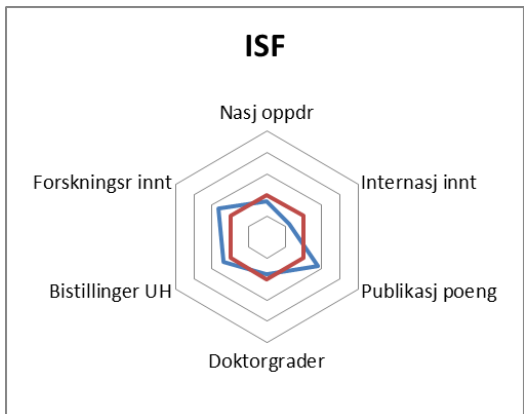 ISF
Nasj oppdr
Forskningsr innt
Internasj innt
Bistillinger UH
Publikasj poeng
Doktorgrader